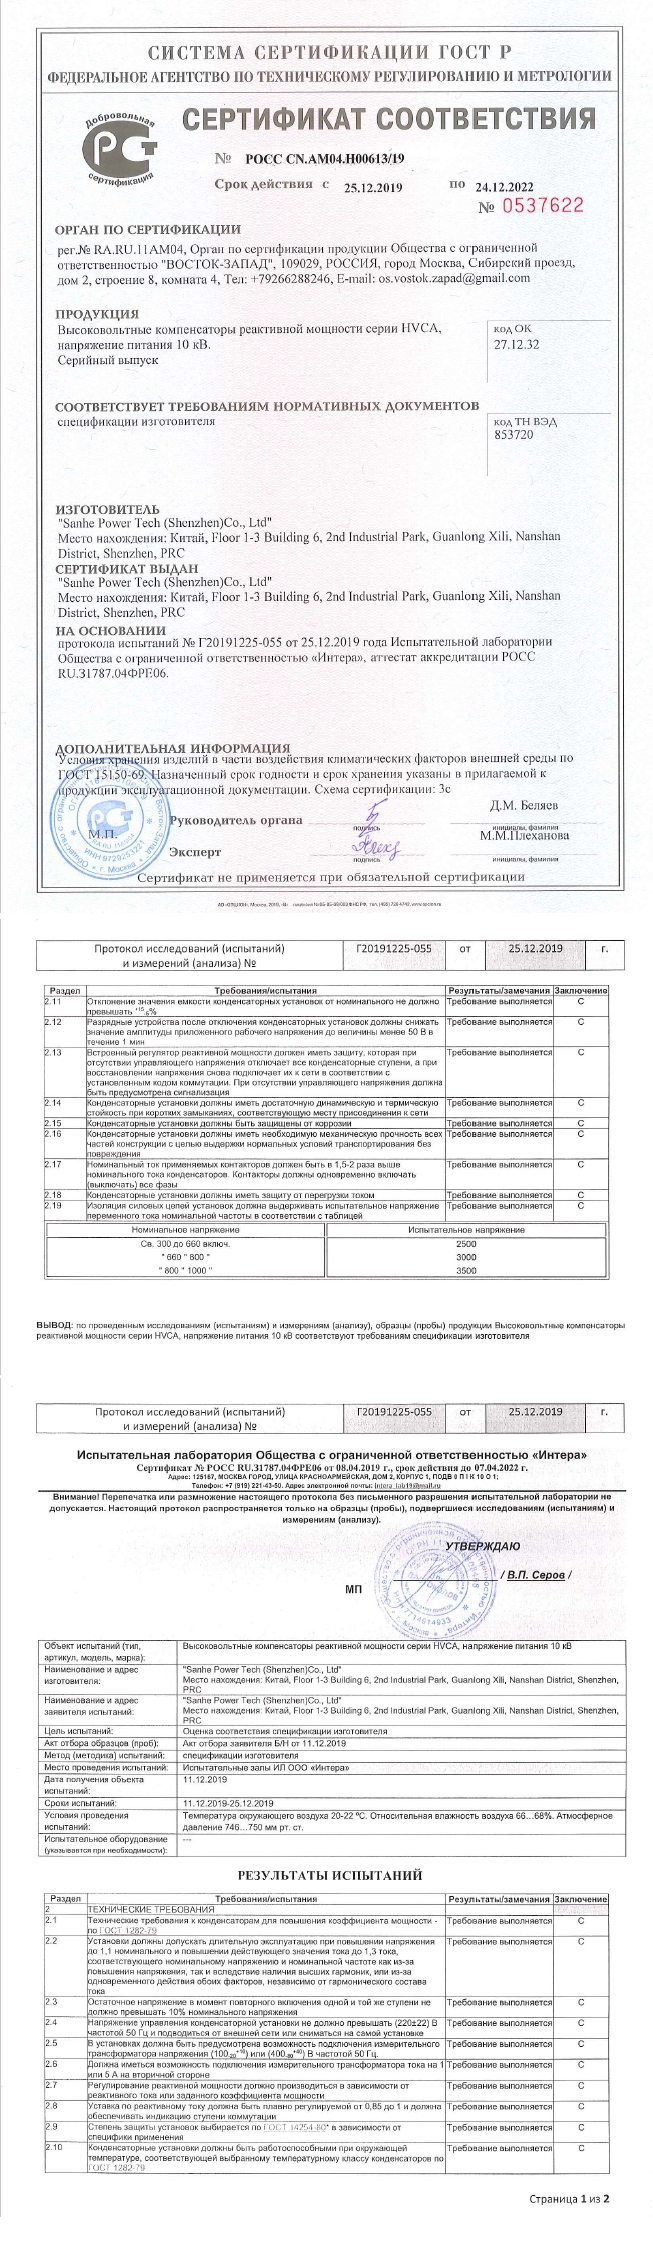 СИСТЕМА СЕРТИФИКАЦИИ ГОСТ Р
ФЕДЕРАЛЬНОЕ АГЕНТСТВО ПО ТЕХНИЧЕСКОМУ РЕГУЛИРОВАНИЮ И МЕТРОЛОГИИ
Добровольная
сертификация
СЕРТИФИКАТ СООТВЕТСТВИЯ
№ РОСС CN.АМ04.Н00613/19
Срок действия с 25.12.2019 по 24.12.2022
№ 0537622
ОРГАН ПО СЕРТИФИКАЦИИ
рег.№ RA.RU.11АМ04, Орган по сертификации продукции Общества с ограниченной
ответственностью "ВОСТОК-ЗАПАД", 109029, РОССИЯ, город Москва, Сибирский проезд,
дом 2, строение 8, комната 4, Тел: +79266288246, E-mail: os.vostok.zapad@gmail.com
ПРОДУКЦИЯ
Высоковольтные компенсаторы реактивной мощности серии HVCA,
напряжение питания 10 кВ.
Серийный выпуск
код ОК
27.12.32
СООТВЕТСТВУЕТ ТРЕБОВАНИЯМ НОРМАТИВНЫХ ДОКУМЕНТОВ
спецификации изготовителя
код ТН ВЭД
853720
ИЗГОТОВИТЕЛЬ
"Sanhe Power Tech (Shenzhen)Co., Ltd"
Место нахождения: Китай, Floor 1-3 Building 6, 2nd Industrial Park, Guanlong Xili, Nanshan
District, Shenzhen, PRC
СЕРТИФИКАТ ВЫДАН
"Sanhe Power Tech (Shenzhen)Co., Ltd"
Место нахождения: Китай, Floor 1-3 Building 6, 2nd Industrial Park, Guanlong Xili, Nanshan
District, Shenzhen, PRC
НА ОСНОВАНИИ
протокола испытаний № Г20191225-055 от 25.12.2019 года Испытательной лаборатории
Общества с ограниченной ответственностью «Интера», аттестат аккредитации РОСС
RU.31787.04ФРЕ06.
ДОПОЛНИТЕЛЬНАЯ ИНФОРМАЦИЯ
Условия хранения изделий в части воздействия климатических факторов внешней среды по
ГОСТ 15150-69. Назначенный срок годности и срок хранения указаны в прилагаемой к
продукции эксплуатационной документации. Схема сертификации: 3с
М.П.
Руководитель органа
подпись
Д.М. Беляев
инициалы, фамилия
Эксперт
подпись
М.М.Плеханова
инициалы, фамилия
Сертификат не применяется при обязательной сертификации
Протокол исследований (испытаний)
и измерений (анализа) № Г20191225-055 от 25.12.2019 г.
Раздел Требования/испытания Результаты/замечания Заключение
2.11 Отклонение значения емкости конденсаторных установок от номинального не должно Требование выполняется С
превышать
2.12 Разрядные устройства после отключения конденсаторных установок должны снижать Требование выполняется С
значение амплитуды приложенного рабочего напряжения до величины менее 50 В в
течение 1 мин
2.13 Встроенный регулятор реактивной мощности должен иметь защиту, которая при Требование выполняется С
отсутствии управляющего напряжения отключает все конденсаторные ступени, а при
восстановлении напряжения снова подключает их к сети в соответствии с
установленным кодом коммутации. При отсутствии управляющего напряжения должна
быть предусмотрена сигнализация
2.14 Конденсаторные установки должны иметь достаточную динамическую и термическую Требование выполняется С
стойкость при коротких замыканиях, соответствующую месту присоединения к сети
2.15 Конденсаторные установки должны быть защищены от коррозии Требование выполняется С
2.16 Конденсаторные установки должны иметь необходимую механическую прочность всех Требование выполняется С
частей конструкции с целью выдержки нормальных условий транспортирования без
повреждения
2.17 Номинальный ток применяемых контакторов должен быть в 1,5-2 раза выше Требование выполняется С
номинального тока конденсаторов. Контакторы должны одновременно включать
(выключать) все фазы
2.18 Конденсаторные установки должны иметь защиту от перегрузки током Требование выполняется С
2.19 Изоляция силовых цепей установок должна выдерживать испытательное напряжение Требование выполняется С
переменного тока номинальной частоты в соответствии с таблицей
Номинальное напряжение Испытательное напряжение
Св. 300 до 660 включ. 2500
" 660 " 800 " 3000
" 800 " 1000 " 3500
ВЫВОД: по проведенным исследованиям (испытаниям) и измерениям (анализу), образцы (пробы) продукции Высоковольтные компенсаторы
реактивной мощности серии HVCA, напряжение питания 10 кВ соответствуют требованиям спецификации изготовителя
Протокол исследований (испытаний)
и измерений (анализа) № Г20191225-055 от 25.12.2019 г.
Испытательная лаборатория Общества с ограниченной ответственностью «Интера»
Сертификат № РОСС RU.31787.04ФРЕ06 от 08.04.2019 г., срок действия до 07.04.2022 г.
Адрес: 125167, МОСКВА ГОРОД, УЛИЦА КРАСНОАРМЕЙСКАЯ, ДОМ 2, КОРПУС 1, ПОДВ 0 П I К 10 О 1;
Телефон: +7 (919) 221-43-50. Адрес электронной почты: intera_lab19@mail.ru
Внимание! Перепечатка или размножение настоящего протокола без письменного разрешения испытательной лаборатории не
допускается. Настоящий протокол распространяется только на образцы (пробы), подвергшиеся исследованиям (испытаниям) и
измерениям (анализу).
УТВЕРЖДАЮ
/ В.П. Серов /
МП
Объект испытаний (тип, Высоковольтные компенсаторы реактивной мощности серии HVCA, напряжение питания 10 кВ
артикул, модель, марка):
Наименование и адрес "Sanhe Power Tech (Shenzhen)Co., Ltd"
изготовителя: Место нахождения: Китай, Floor 1-3 Building 6, 2nd Industrial Park, Guanlong Xili, Nanshan District, Shenzhen,
PRC
Наименование и адрес "Sanhe Power Tech (Shenzhen)Co., Ltd"
заявителя испытаний: Место нахождения: Китай, Floor 1-3 Building 6, 2nd Industrial Park, Guanlong Xili, Nanshan District, Shenzhen,
PRC
Цель испытаний: Оценка соответствия спецификации изготовителя
Акт отбора образцов (проб): Акт отбора заявителя Б/Н от 11.12.2019
Метод (методика) испытаний: спецификации изготовителя
Место проведения испытаний: Испытательные залы ИЛ ООО «Интера»
Дата получения объекта 11.12.2019
испытаний:
Сроки испытаний: 11.12.2019-25.12.2019
Условия проведения Температура окружающего воздуха 20-22 ºС. Относительная влажность воздуха 66…68%. Атмосферное
испытаний: давление 746…750 мм рт. ст.
Испытательное оборудование ---
(указывается при необходимости):
РЕЗУЛЬТАТЫ ИСПЫТАНИЙ
Раздел Требования/испытания Результаты/замечания Заключение
2 ТЕХНИЧЕСКИЕ ТРЕБОВАНИЯ
2.1 Технические требования к конденсаторам для повышения коэффициента мощности - Требование выполняется С
по ГОСТ 1282-79
2.2 Установки должны допускать длительную эксплуатацию при повышении напряжения Требование выполняется С
до 1,1 номинального и повышении действующего значения тока до 1,3 тока,
соответствующего номинальному напряжению и номинальной частоте как из-за
повышения напряжения, так и вследствие наличия высших гармоник, или из-за
одновременного действия обоих факторов, независимо от гармонического состава
тока
2.3 Остаточное напряжение в момент повторного включения одной и той же ступени не Требование выполняется С
должно превышать 10% номинального напряжения
2.4 Напряжение управления конденсаторной установки не должно превышать (220±22) В Требование выполняется С
частотой 50 Гц и подводиться от внешней сети или сниматься на самой установке
2.5 В установках должна быть предусмотрена возможность подключения измерительного Требование выполняется С
трансформатора напряжения (100₋₂₀⁺¹⁰) или (400₋₈₀⁺⁴⁰) В частотой 50 Гц.
2.6 Должна иметься возможность подключения измерительного трансформатора тока на 1 Требование выполняется С
или 5 А на вторичной стороне
2.7 Регулирование реактивной мощности должно производиться в зависимости от Требование выполняется С
реактивного тока или заданного коэффициента мощности
2.8 Уставка по реактивному току должна быть плавно регулируемой от 0,85 до 1 и должна Требование выполняется С
обеспечивать индикацию ступени коммутации
2.9 Степень защиты установок выбирается по ГОСТ 14254-80* в зависимости от Требование выполняется С
специфики применения
2.10 Конденсаторные установки должны быть работоспособными при окружающей Требование выполняется С
температуре, соответствующей выбранному температурному классу конденсаторов по
ГОСТ 1282-79
Страница 1 из 2